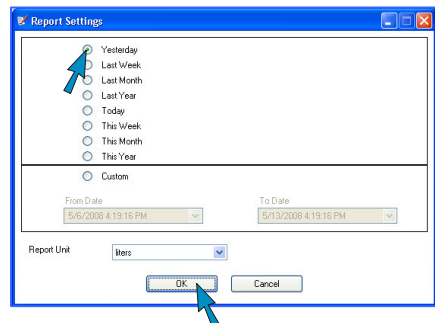 Report Settings
Yesterday
Last Week
Last Month
Last Year
Today
This Week
This Month
This Year
Custom
From Date To Date
5/6/2008 4:19:16 PM 5/13/2008 4:19:16 PM
Report Unit liters
OK Cancel